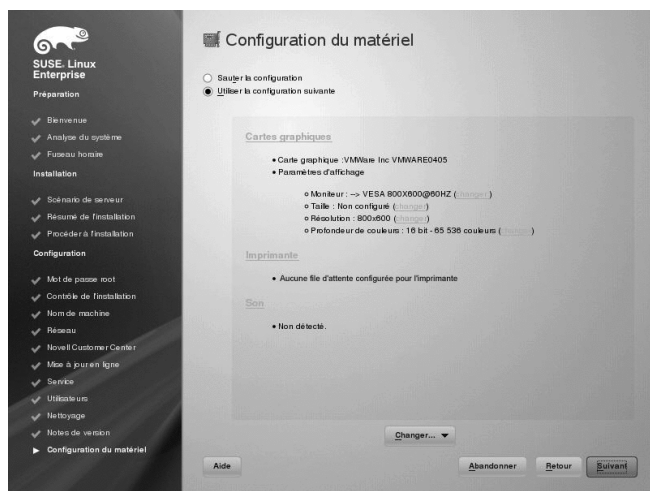 SUSE. Linux
Enterprise
Préparation
Bienvenue
Analyse du système
Fuseau horaire
Installation
Scénario de serveur
Résumé de l'installation
Procéder à l'installation
Configuration
Mot de passe root
Contrôle de l'installation
Nom de machine
Réseau
Novell Customer Center
Mise à jour en ligne
Service
Utilisateurs
Nettoyage
Notes de version
Configuration du matériel
Configuration du matériel
Sauter la configuration
Utiliser la configuration suivante
Cartes graphiques
• Carte graphique :VMWare Inc VMWARE0405
• Paramètres d'affichage
Moniteur : --> VESA 800X600@60HZ (changer)
Taille : Non configuré (changer)
Résolution : 800x600 (changer)
Profondeur de couleurs : 16 bit - 65 536 couleurs (changer)
Imprimante
• Aucune file d'attente configurée pour l'imprimante
Son
• Non détecté.
Changer...
Aide
Abandonner
Retour
Suivant